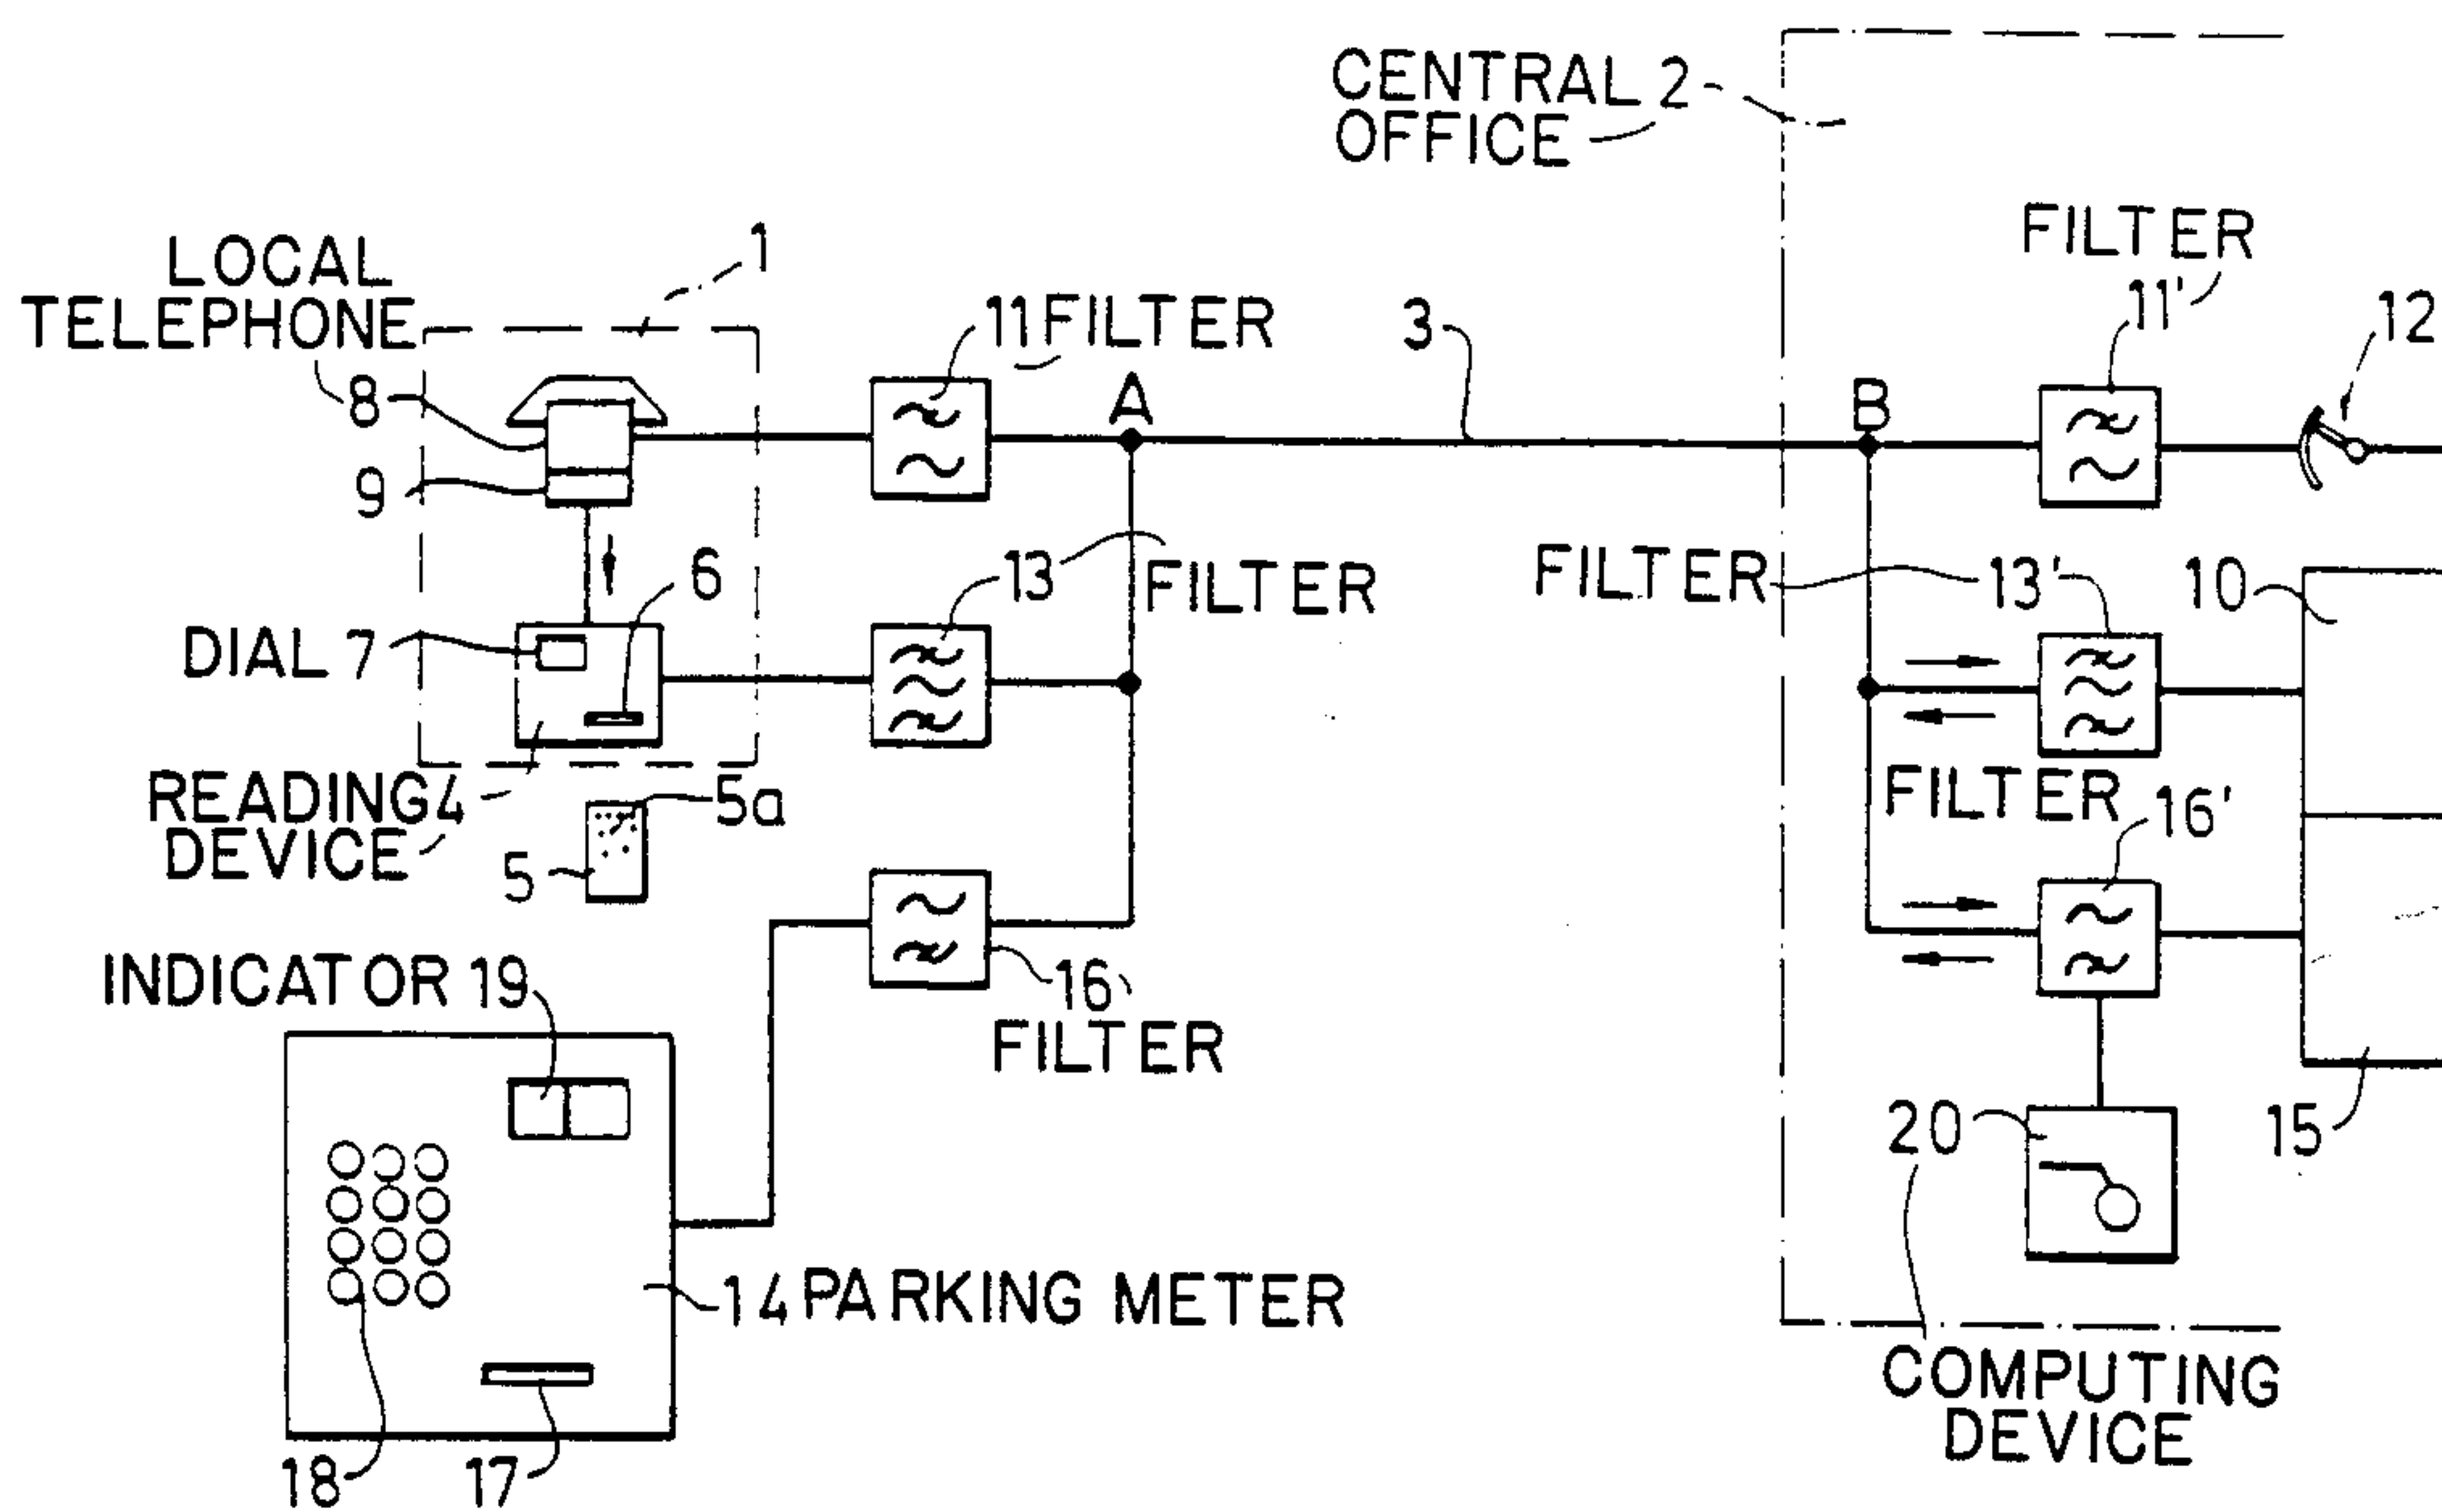 CENTRAL 2
OFFICE
FILTER
11'
12
LOCAL
TELEPHONE
1
11 FILTER
3
8
A
B
9
6
13
FILTER
FILTER
13'
10
DIAL 7
READING 4
DEVICE
5a
5
FILTER
16'
INDICATOR 19
16
FILTER
20
15
14 PARKING METER
COMPUTING
DEVICE
18
17